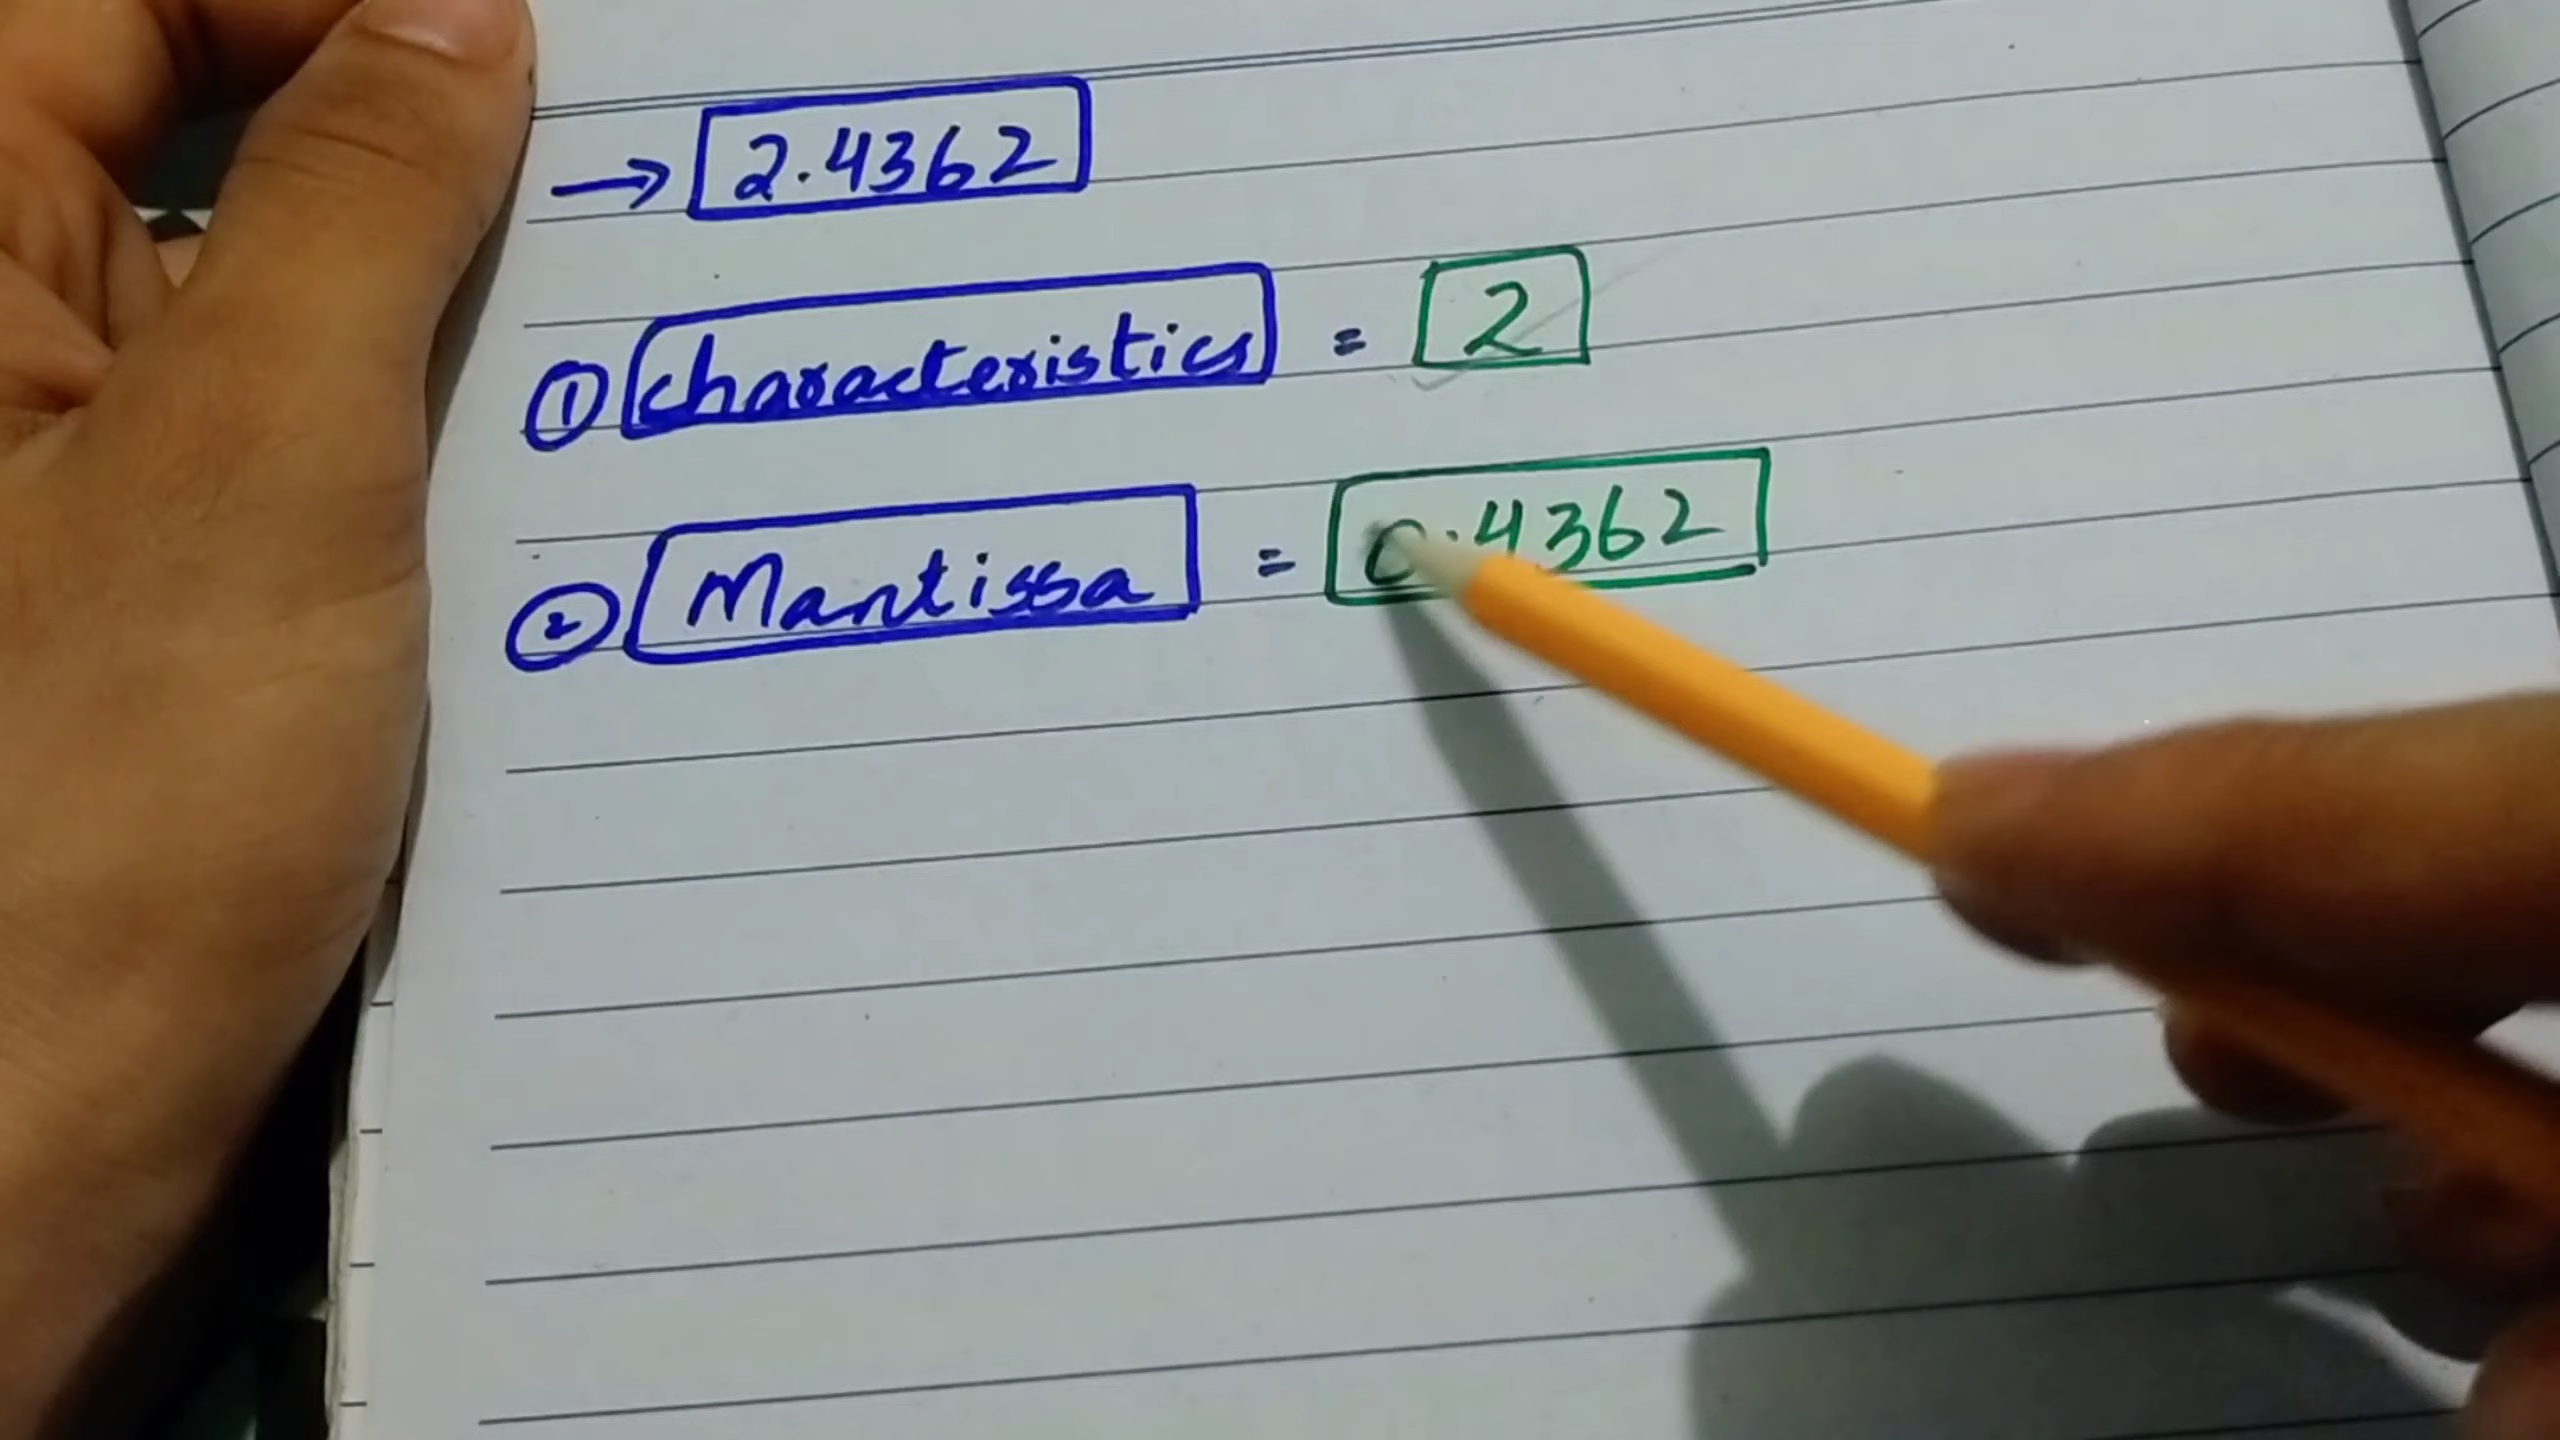 → 2.4362
① characteristics = 2
② Mantissa = 0.4362